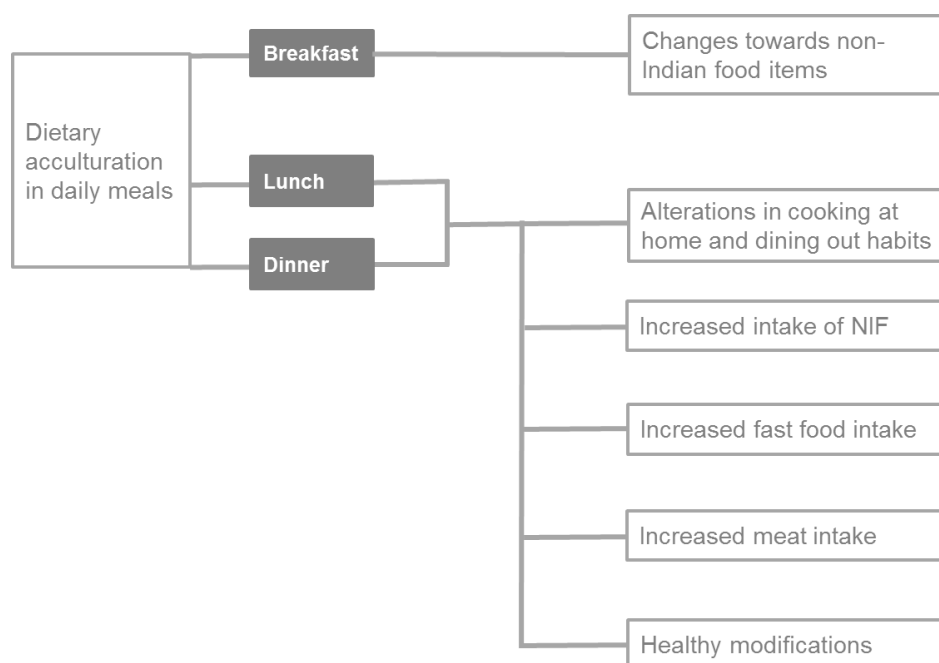 Breakfast
Changes towards non-
Indian food items
Dietary
acculturation
in daily meals
Lunch
Alterations in cooking at
home and dining out habits
Dinner
Increased intake of NIF
Increased fast food intake
Increased meat intake
Healthy modifications